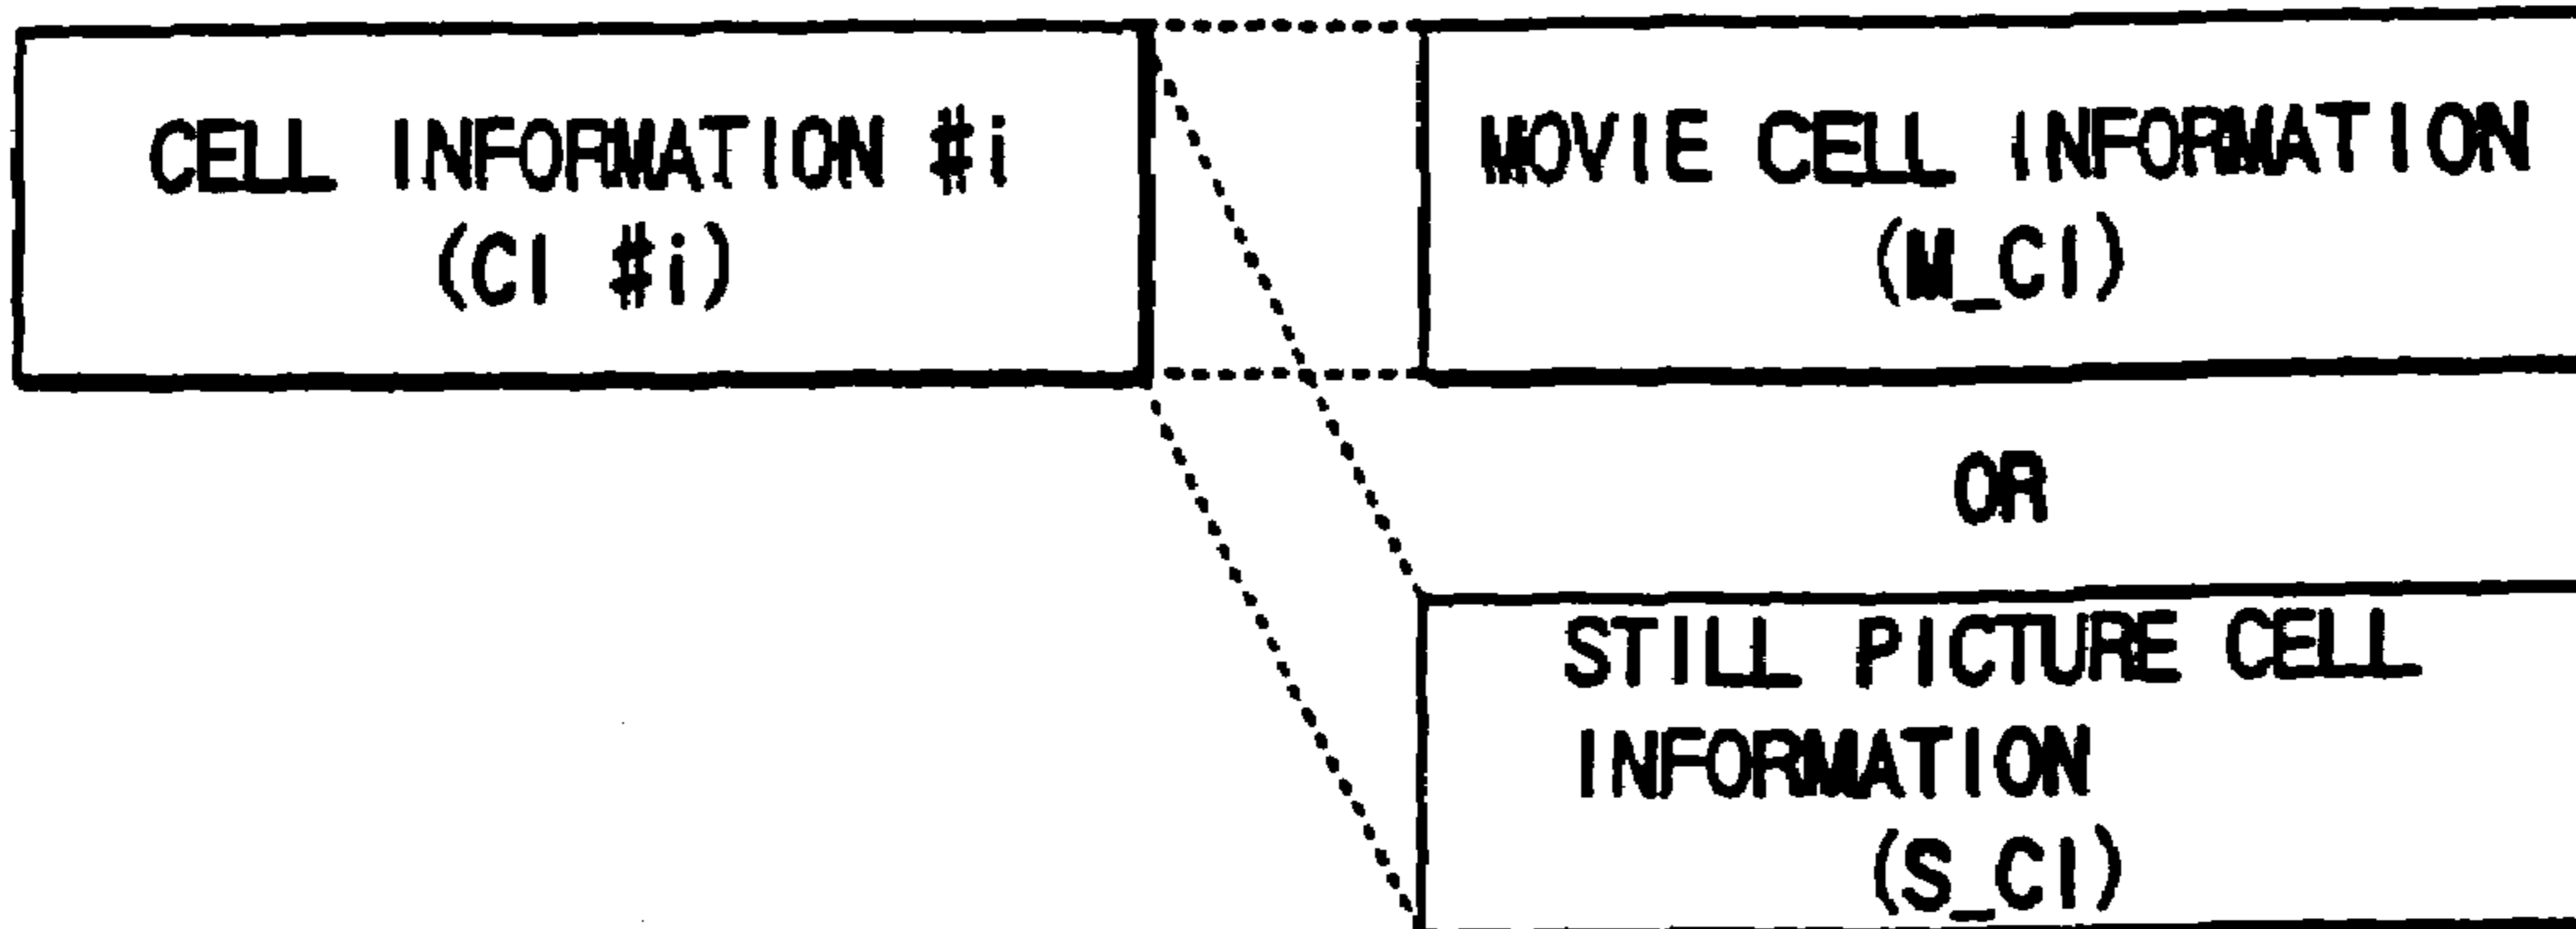 CELL INFORMATION #i
(CI #i)
MOVIE CELL INFORMATION
(M_CI)
OR
STILL PICTURE CELL
INFORMATION
(S_CI)